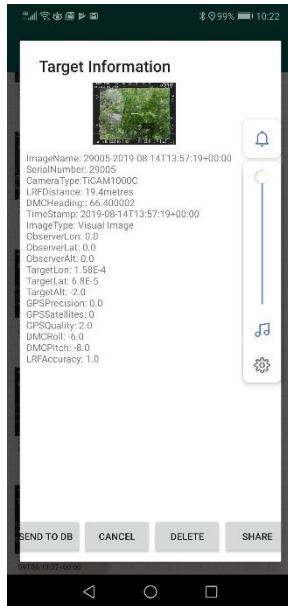 99% 10:22
Target Information
ImageName: 29005-2019-08-14T13:57:19+00:00
SerialNumber: 29005
CameraType:TiCAM1000C
LRFDistance: 19.4metres
DMCHeading:: 66.400002
TimeStamp: 2019-08-14T13:57:19+00:00
ImageType: Visual Image
ObserverLon: 0.0
ObserverLat: 0.0
ObserverAlt: 0.0
TargetLon: 1.58E-4
TargetLat: 6.8E-5
TargetAlt: -2.0
GPSPrecision: 0.0
GPSSatellites: 0
GPSQuality: 2.0
DMCRoll: -6.0
DMCPitch: -8.0
LRFAccuracy: 1.0
SEND TO DB CANCEL DELETE SHARE